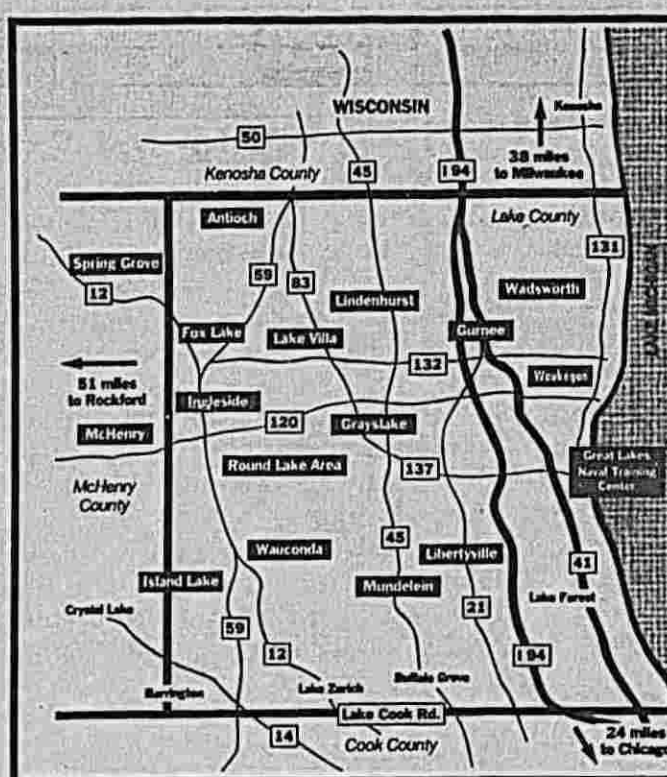 WISCONSIN
Kenosha
50
38 miles
to Milwaukee
Kenosha County
45
I 94
Antioch
Lake County
131
Spring Grove
59
83
Wadsworth
12
Lindenhurst
LAKE MICHIGAN
Fox Lake
Lake Villa
Gurnee
132
51 miles
to Rockford
Waukegan
Ingleside
120
Grayslake
McHenry
Great Lakes
Naval Training
Center
Round Lake Area
137
McHenry
County
45
Wauconda
Libertyville
Island Lake
Mundelein
41
Crystal Lake
59
21
Lake Forest
12
I 94
Buffalo Grove
Barrington
Lake Zurich
Lake Cook Rd.
14
Cook County
24 miles
to Chicago